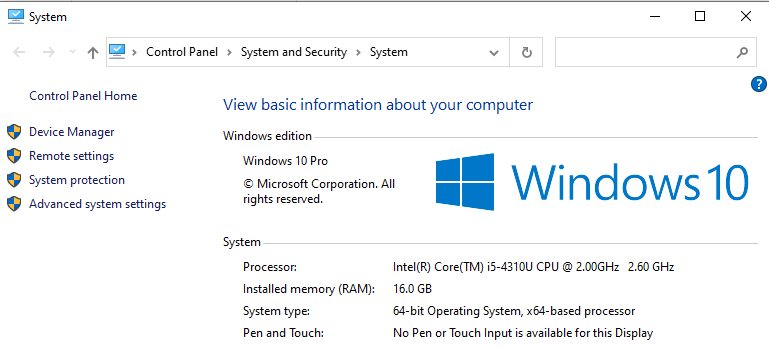 System
Control Panel > System and Security > System
Control Panel Home
View basic information about your computer
Device Manager
Remote settings
System protection
Advanced system settings
Windows edition
Windows 10 Pro
© Microsoft Corporation. All
rights reserved.
Windows 10
System
Processor: Intel(R) Core(TM) i5-4310U CPU @ 2.00GHz 2.60 GHz
Installed memory (RAM): 16.0 GB
System type: 64-bit Operating System, x64-based processor
Pen and Touch: No Pen or Touch Input is available for this Display